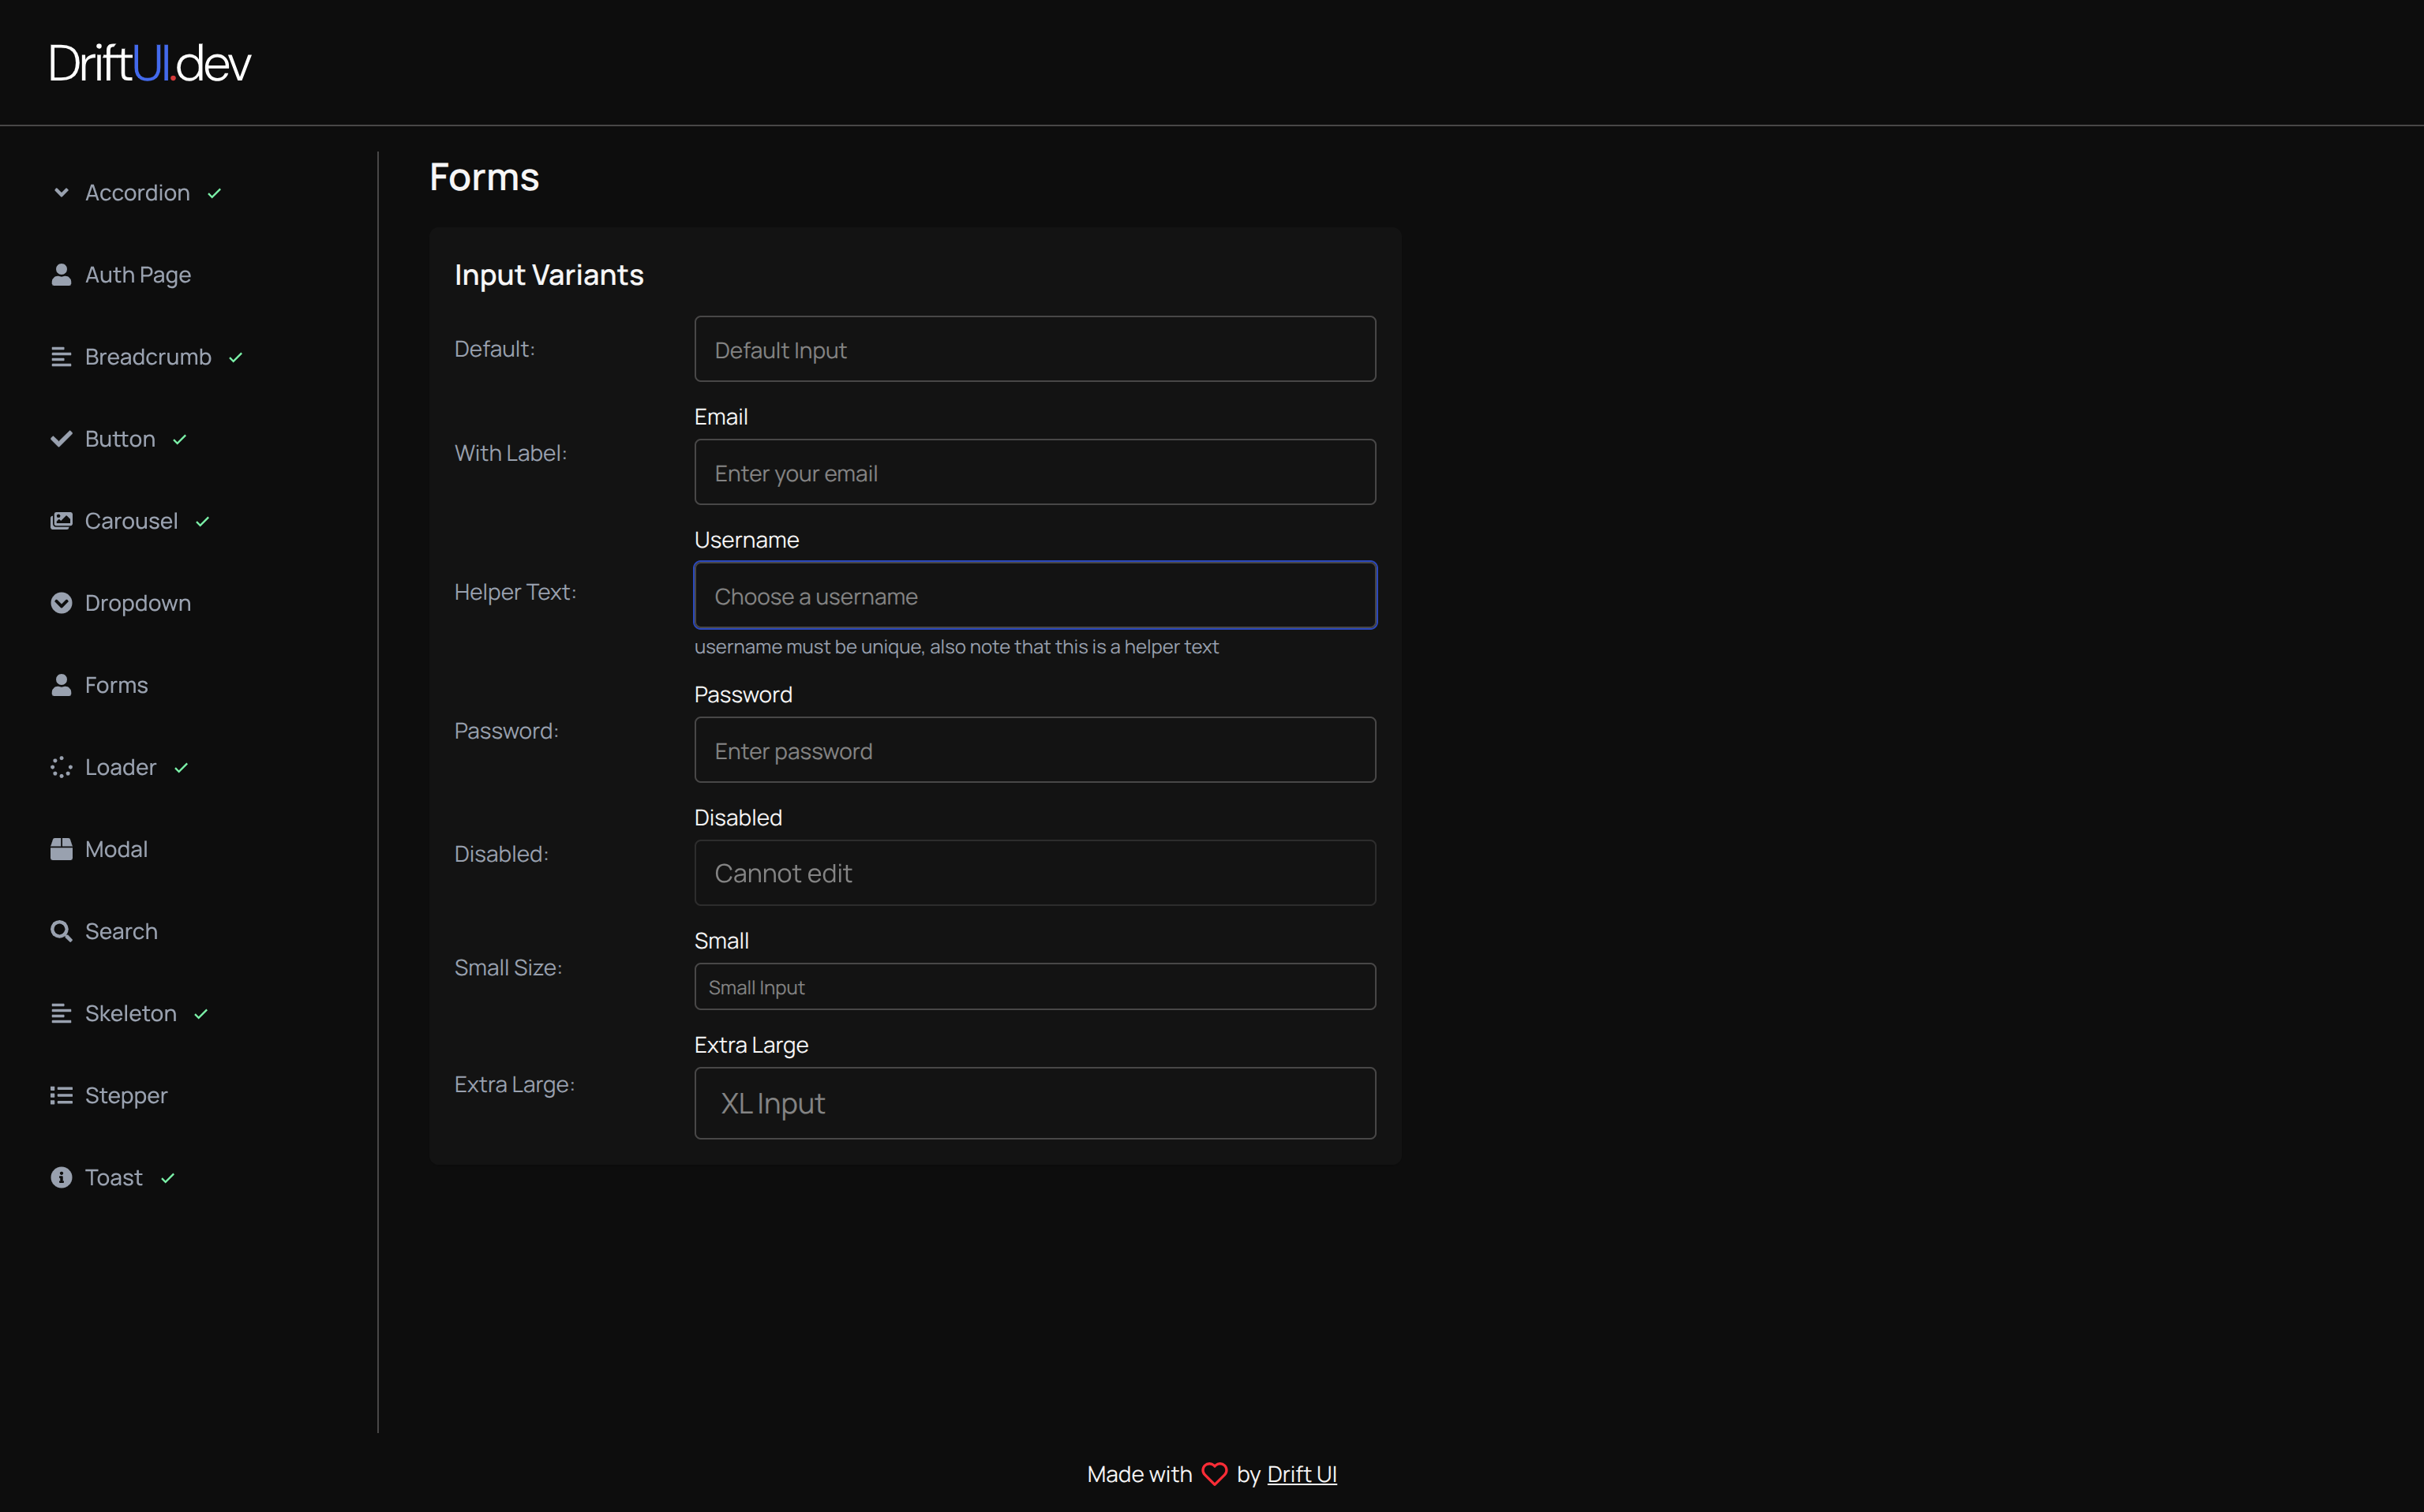 DriftUI.dev
Accordion
Auth Page
Breadcrumb
Button
Carousel
Dropdown
Forms
Loader
Modal
Search
Skeleton
Stepper
Toast
Forms
Input Variants
Default:
Default Input
With Label:
Email
Enter your email
Helper Text:
Username
Choose a username
username must be unique, also note that this is a helper text
Password:
Password
Enter password
Disabled:
Disabled
Cannot edit
Small Size:
Small
Small Input
Extra Large:
Extra Large
XL Input
Made with by Drift UI